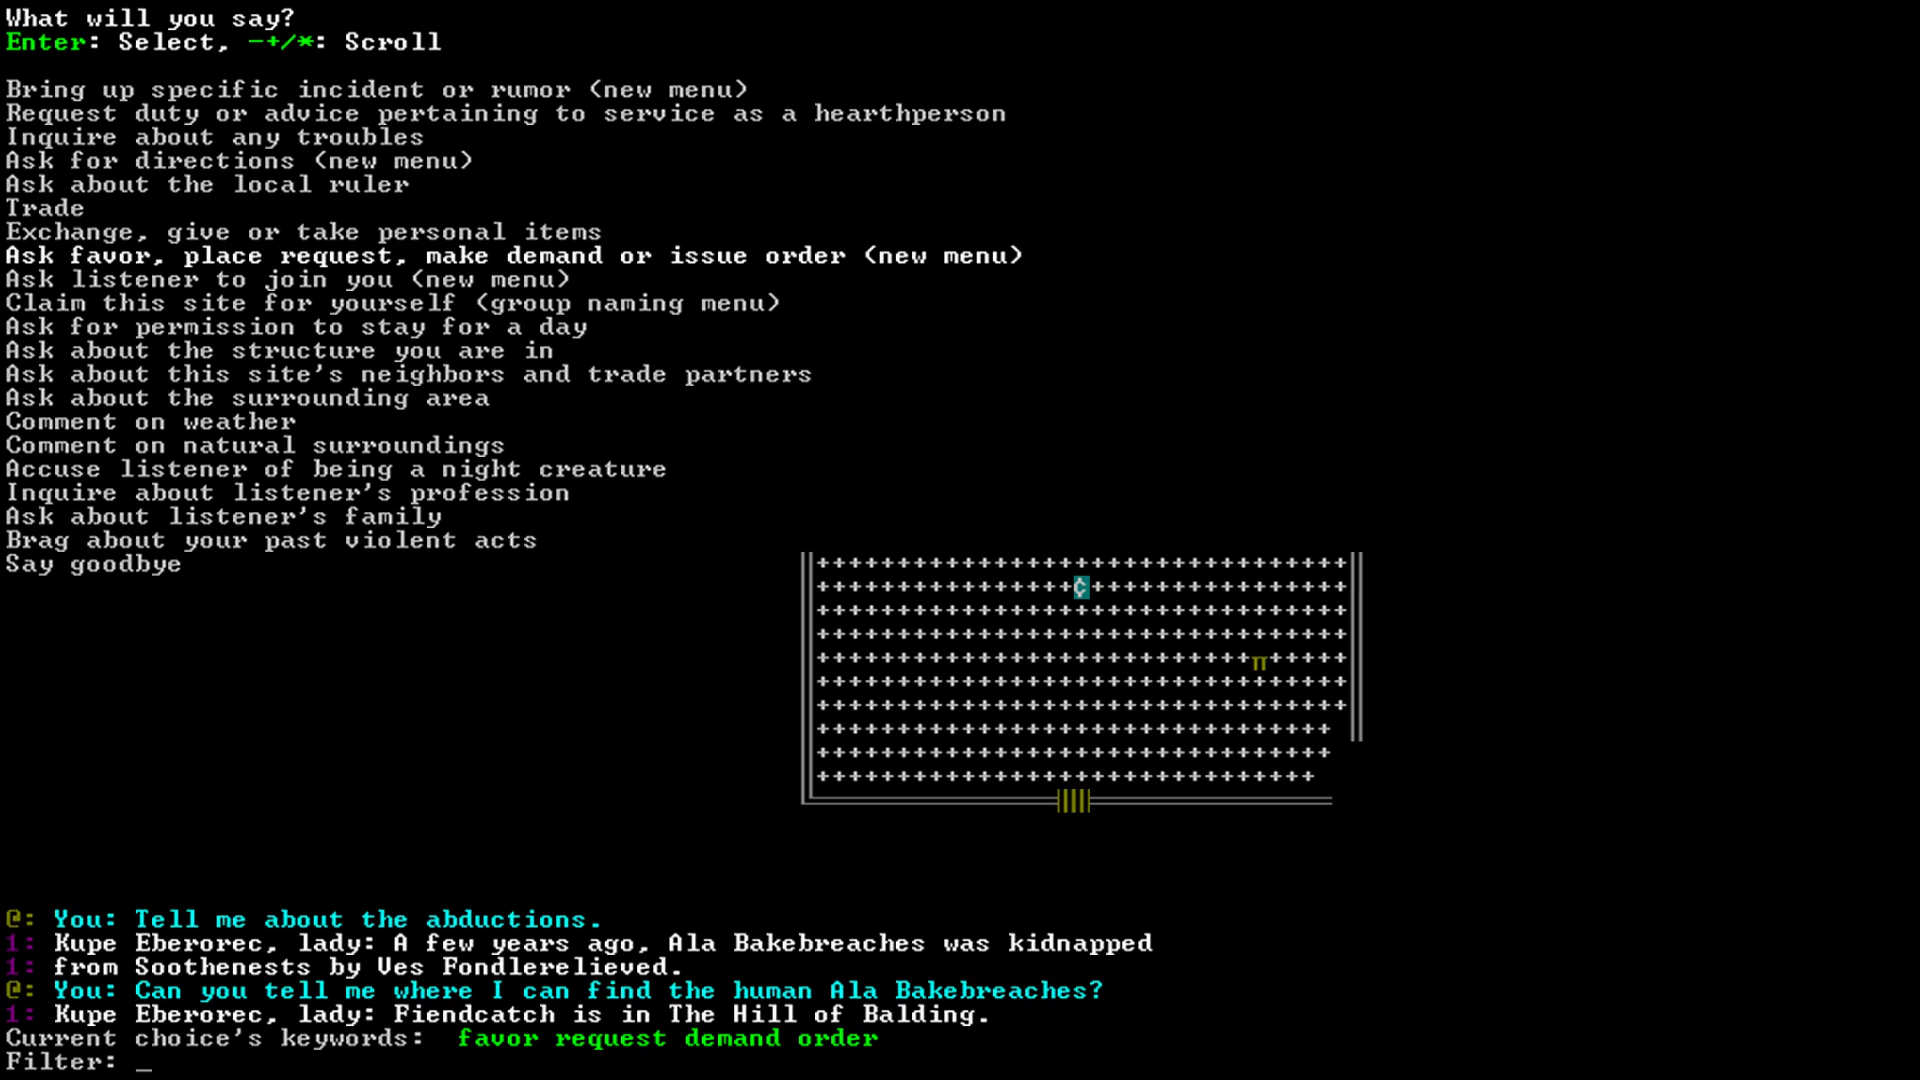 What will you say?
Enter: Select, -+/*: Scroll
Bring up specific incident or rumor (new menu)
Request duty or advice pertaining to service as a hearthperson
Inquire about any troubles
Ask for directions (new menu)
Ask about the local ruler
Trade
Exchange, give or take personal items
Ask favor, place request, make demand or issue order (new menu)
Ask listener to join you (new menu)
Claim this site for yourself (group naming menu)
Ask for permission to stay for a day
Ask about the structure you are in
Ask about this site's neighbors and trade partners
Ask about the surrounding area
Comment on weather
Comment on natural surroundings
Accuse listener of being a night creature
Inquire about listener's profession
Ask about listener's family
Brag about your past violent acts
Say goodbye
@: You: Tell me about the abductions.
1: Kupe Eberorec, lady: A few years ago, Ala Bakebreaches was kidnapped
1: from Soothenests by Ves Fondlerelieved.
@: You: Can you tell me where I can find the human Ala Bakebreaches?
1: Kupe Eberorec, lady: Fiendcatch is in The Hill of Balding.
Current choice's keywords: favor request demand order
Filter: _